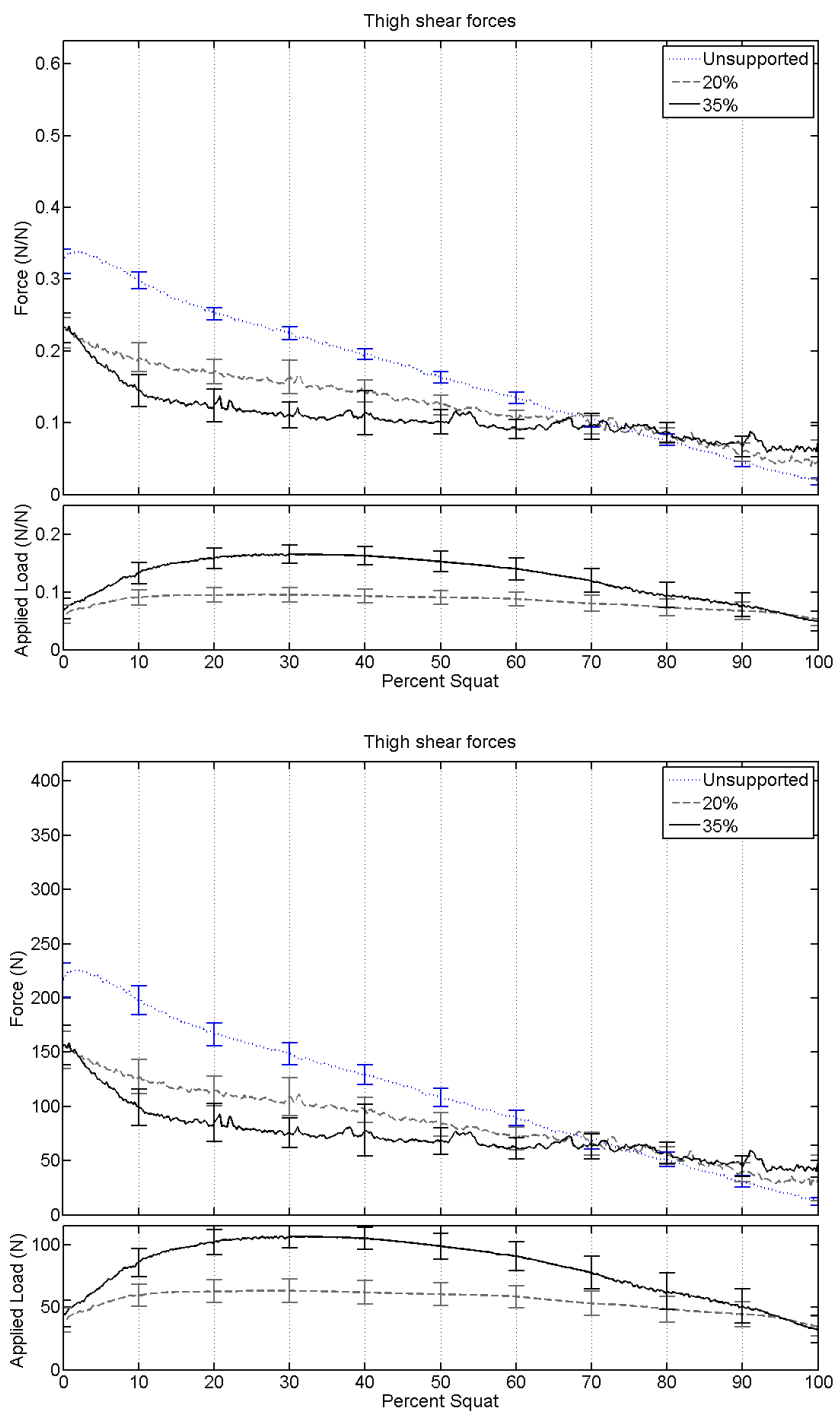 Thigh shear forces
0.6
0.5
0.4
0.3
0.2
0.1
0
Force (N/N)
Unsupported
20%
35%
0.2
0.1
0
Applied Load (N/N)
0 10 20 30 40 50 60 70 80 90 100
Percent Squat
Thigh shear forces
400
350
300
250
200
150
100
50
0
Force (N)
Unsupported
20%
35%
100
50
0
Applied Load (N)
0 10 20 30 40 50 60 70 80 90 100
Percent Squat